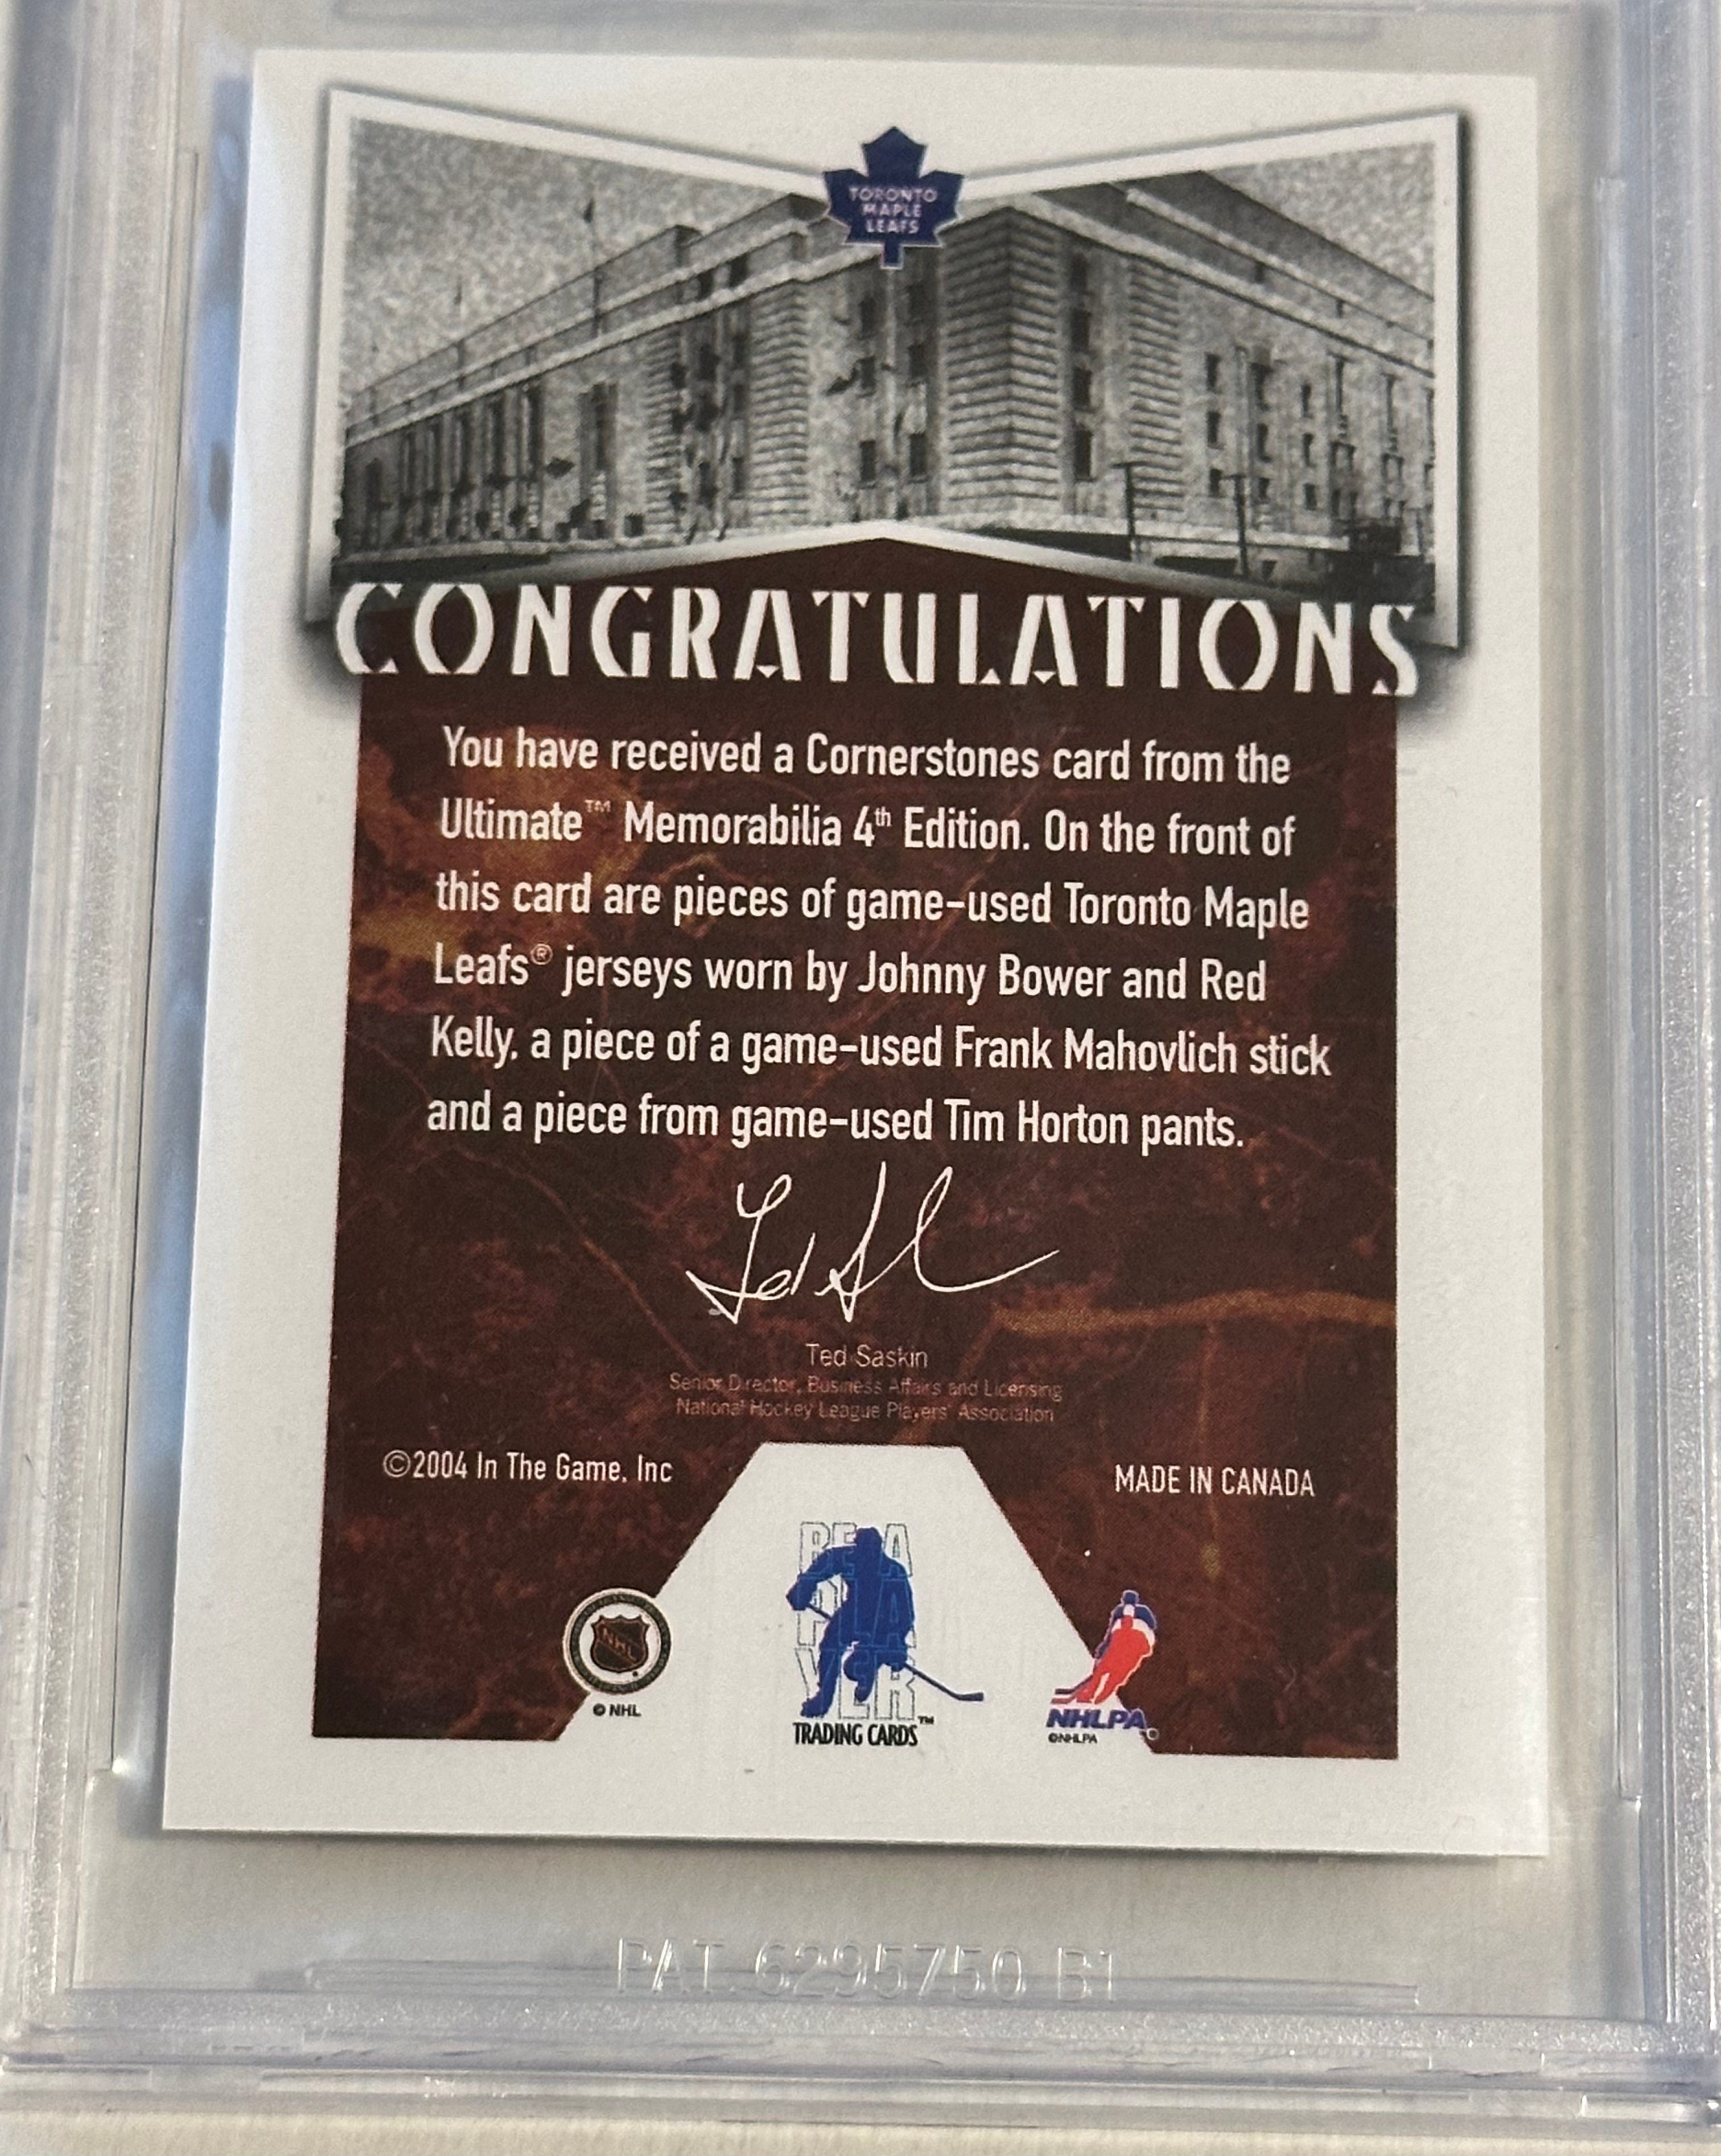 TORONTO
MAPLE
LEAFS
CONGRATULATIONS
You have received a Cornerstones card from the
Ultimate™ Memorabilia 4th Edition. On the front of
this card are pieces of game-used Toronto Maple
Leafs® jerseys worn by Johnny Bower and Red
Kelly, a piece of a game-used Frank Mahovlich stick
and a piece from game-used Tim Horton pants.
Ted Saskin
Senior Director, Business Affairs and Licensing
National Hockey League Players' Association
©2004 In The Game, Inc
MADE IN CANADA
BE A
PLA
YER
TRADING CARDS™
NHL
© NHL
NHLPA
©NHLPA
PAT. 6295750 B1